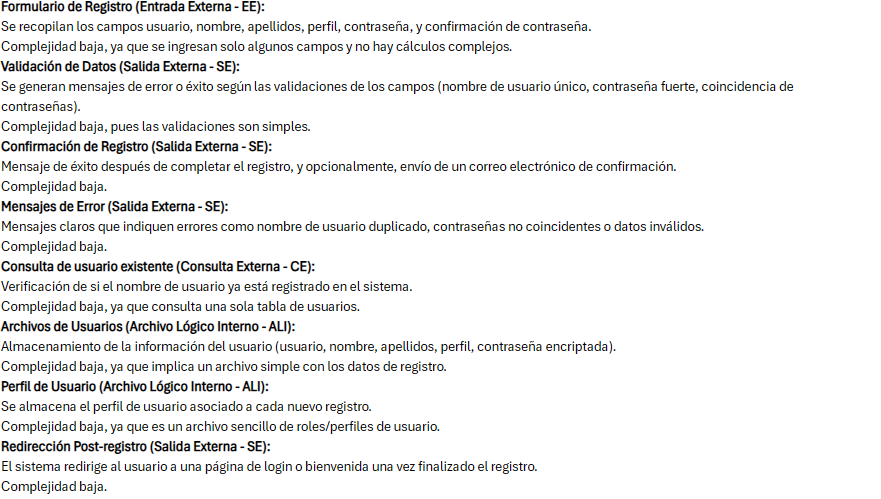 Formulario de Registro (Entrada Externa - EE):
Se recopilan los campos usuario, nombre, apellidos, perfil, contraseña, y confirmación de contraseña.
Complejidad baja, ya que se ingresan solo algunos campos y no hay cálculos complejos.
Validación de Datos (Salida Externa - SE):
Se generan mensajes de error o éxito según las validaciones de los campos (nombre de usuario único, contraseña fuerte, coincidencia de
contraseñas).
Complejidad baja, pues las validaciones son simples.
Confirmación de Registro (Salida Externa - SE):
Mensaje de éxito después de completar el registro, y opcionalmente, envío de un correo electrónico de confirmación.
Complejidad baja.
Mensajes de Error (Salida Externa - SE):
Mensajes claros que indiquen errores como nombre de usuario duplicado, contraseñas no coincidentes o datos inválidos.
Complejidad baja.
Consulta de usuario existente (Consulta Externa - CE):
Verificación de si el nombre de usuario ya está registrado en el sistema.
Complejidad baja, ya que consulta una sola tabla de usuarios.
Archivos de Usuarios (Archivo Lógico Interno - ALI):
Almacenamiento de la información del usuario (usuario, nombre, apellidos, perfil, contraseña encriptada).
Complejidad baja, ya que implica un archivo simple con los datos de registro.
Perfil de Usuario (Archivo Lógico Interno - ALI):
Se almacena el perfil de usuario asociado a cada nuevo registro.
Complejidad baja, ya que es un archivo sencillo de roles/perfiles de usuario.
Redirección Post-registro (Salida Externa - SE):
El sistema redirige al usuario a una página de login o bienvenida una vez finalizado el registro.
Complejidad baja.